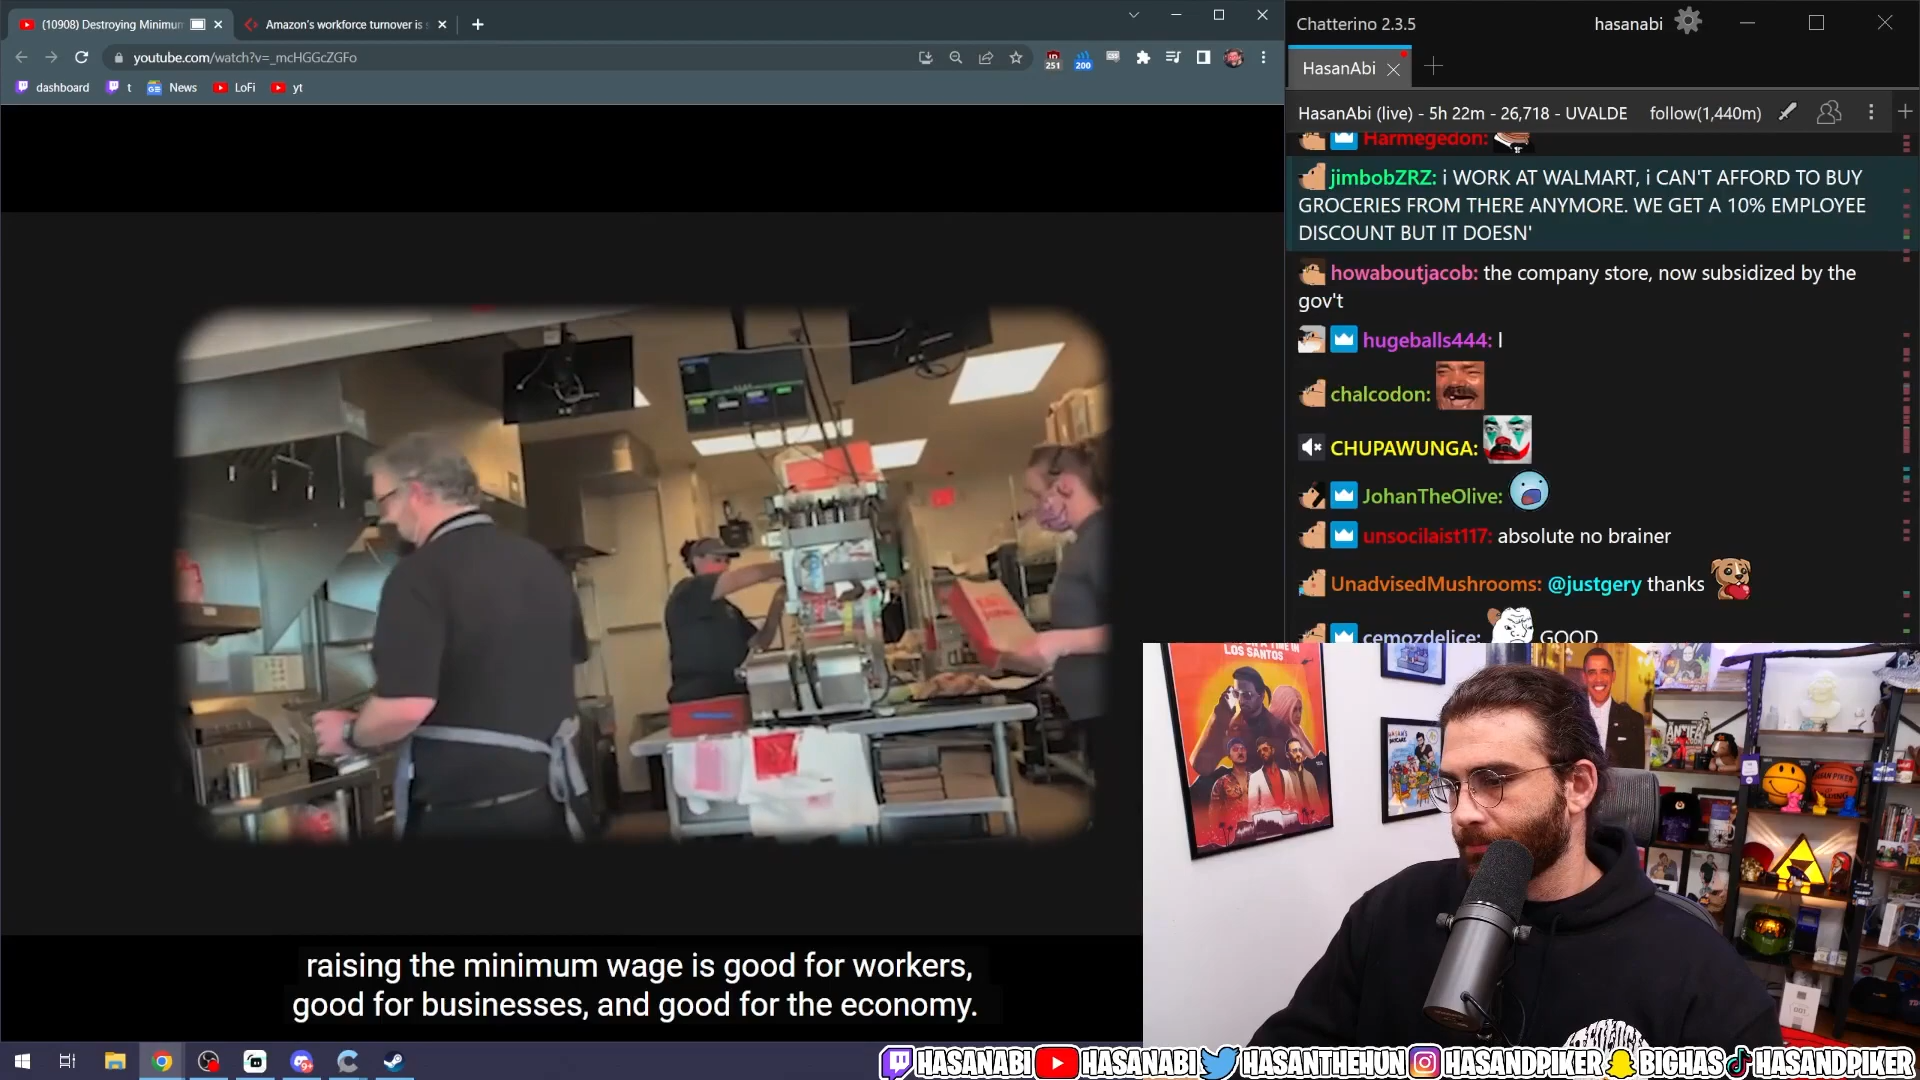 (10908) Destroying Minimu
Amazon's workforce turnover is
youtube.com/watch?v=_mcHGGcZGFo
251
200
dashboard
t
News
LoFi
yt
raising the minimum wage is good for workers,
good for businesses, and good for the economy.
Chatterino 2.3.5
hasanabi
HasanAbi
HasanAbi (live) - 5h 22m - 26,718 - UVALDE
follow(1,440m)
Harmegedon:
jimbobZRZ: i WORK AT WALMART, i CAN'T AFFORD TO BUY
GROCERIES FROM THERE ANYMORE. WE GET A 10% EMPLOYEE
DISCOUNT BUT IT DOESN'
howaboutjacob: the company store, now subsidized by the
gov't
hugeballs444: l
chalcodon:
CHUPAWUNGA:
JohanTheOlive:
unsocilaist117: absolute no brainer
UnadvisedMushrooms: @justgery thanks
cemozdelice: GOOD
LOS SANTOS
HASANABI
HASANABI
HASANTHEHUN
HASANDPIKER
BIGHAS
HASANDPIKER